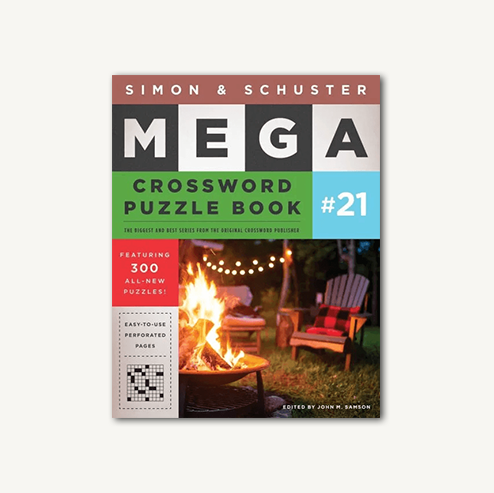 SIMON & SCHUSTER
MEGA
CROSSWORD
PUZZLE BOOK
#21
THE BIGGEST AND BEST SERIES FROM THE ORIGINAL CROSSWORD PUBLISHER
FEATURING
300
ALL-NEW
PUZZLES!
EASY-TO-USE
PERFORATED
PAGES
EDITED BY JOHN M. SAMSON